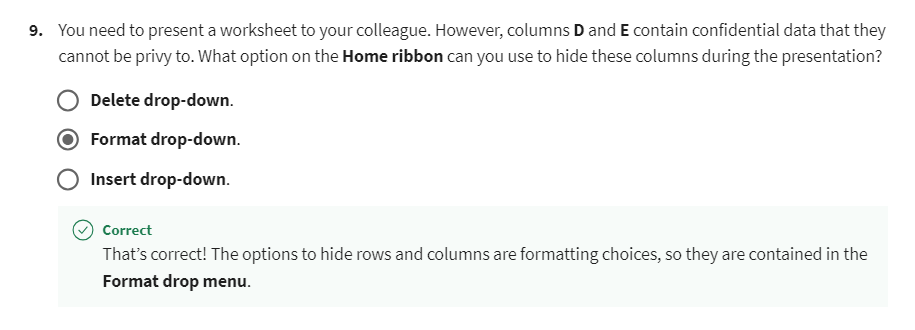 9. You need to present a worksheet to your colleague. However, columns D and E contain confidential data that they
cannot be privy to. What option on the Home ribbon can you use to hide these columns during the presentation?
Delete drop-down.
Format drop-down.
Insert drop-down.
Correct
That’s correct! The options to hide rows and columns are formatting choices, so they are contained in the
Format drop menu.